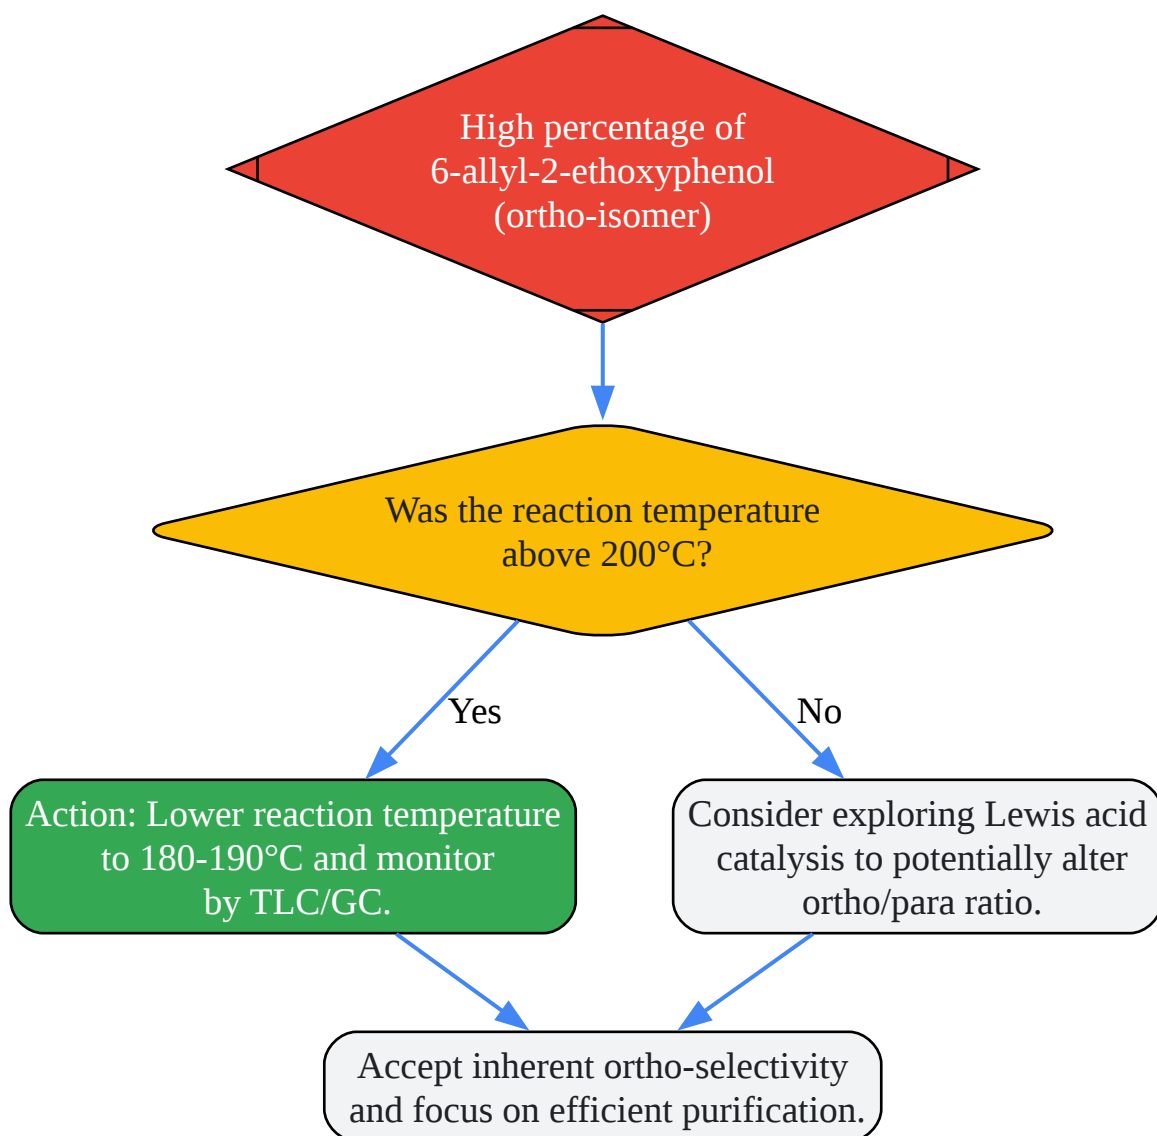 High percentage of
6-allyl-2-ethoxyphenol
(ortho-isomer)
Was the reaction temperature
above 200°C?
Yes
No
Action: Lower reaction temperature
to 180-190°C and monitor
by TLC/GC.
Consider exploring Lewis acid
catalysis to potentially alter
ortho/para ratio.
Accept inherent ortho-selectivity
and focus on efficient purification.